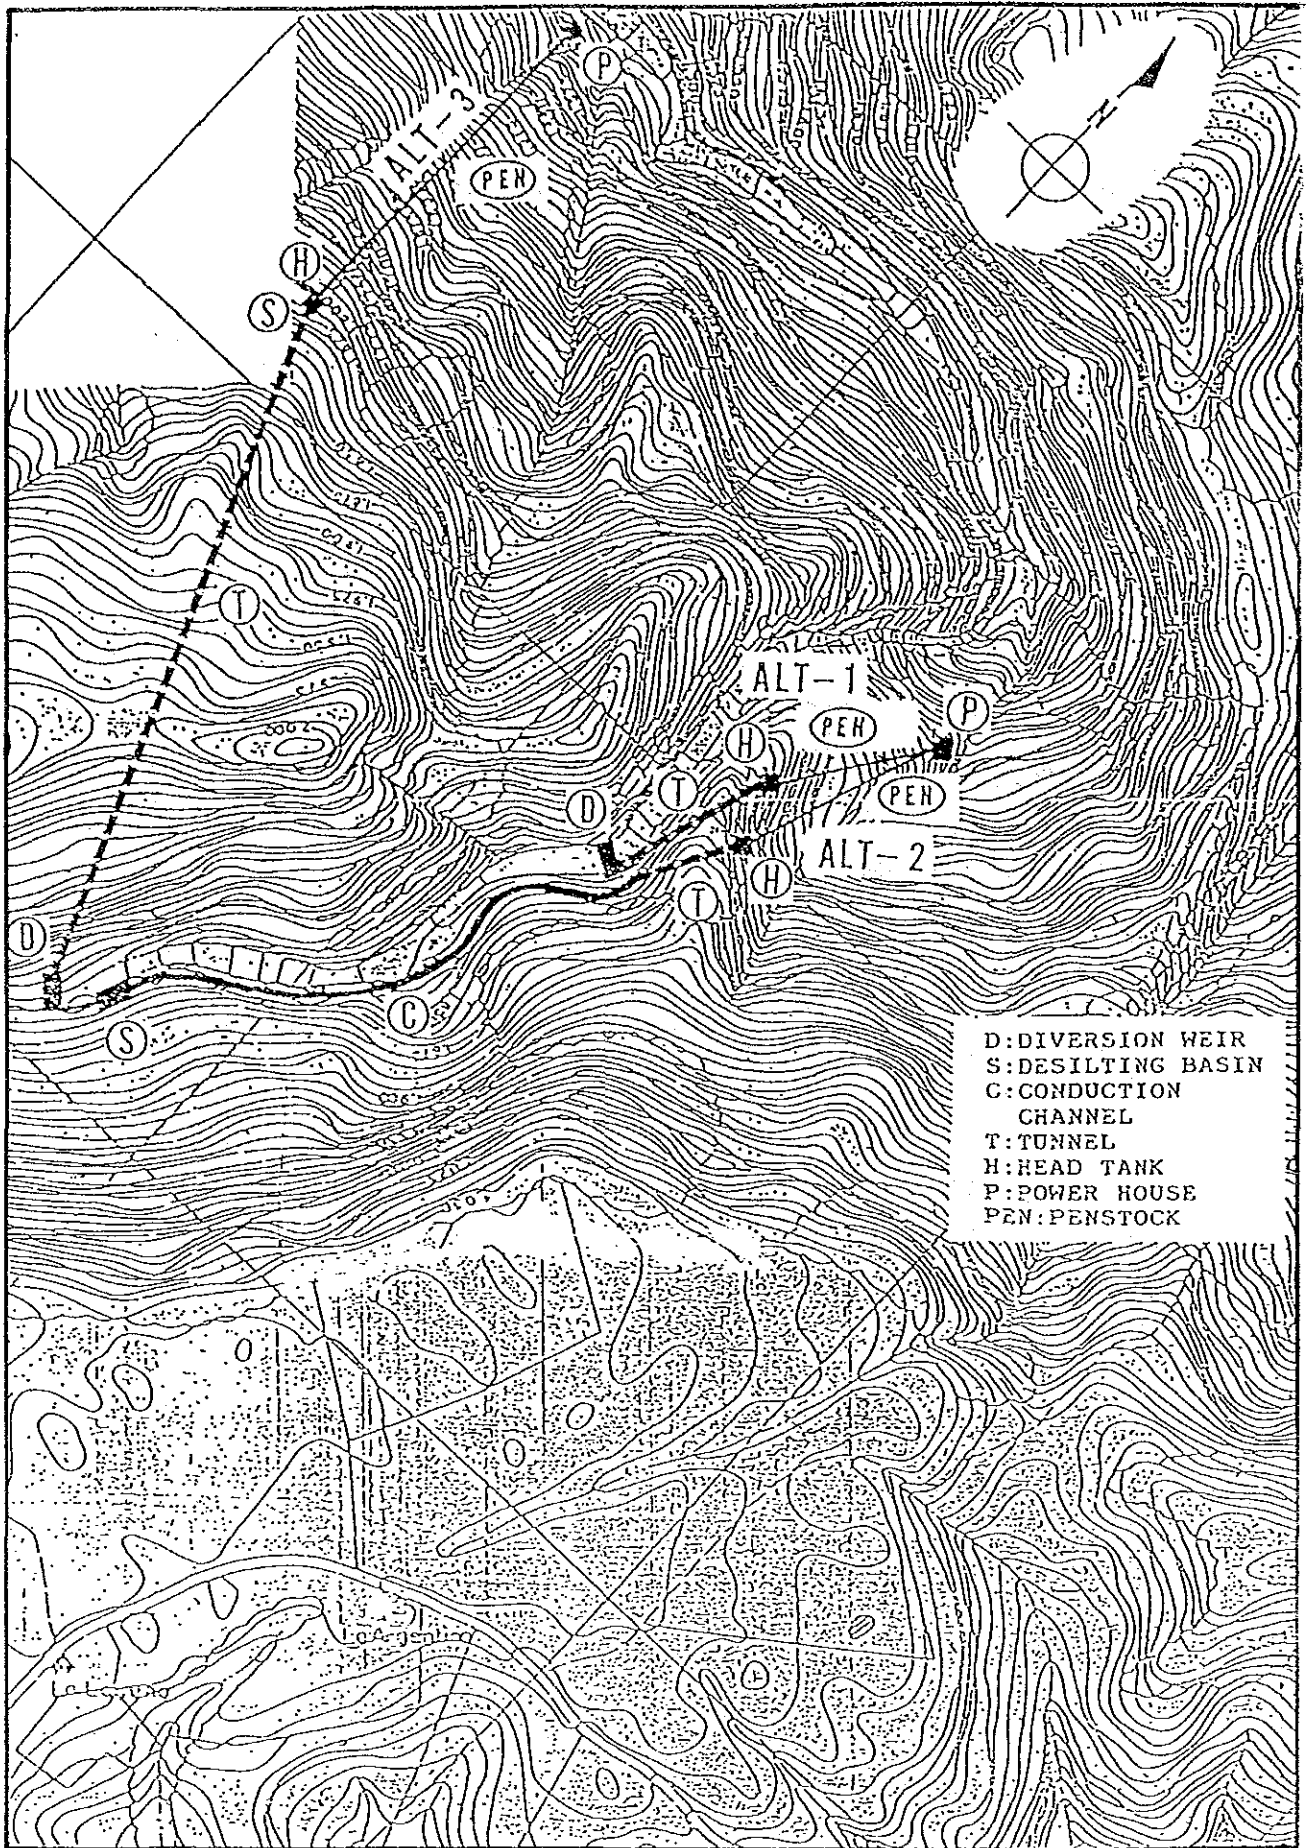 P
ALT-3
PEN
N
H
S
T
ALT-1
PEN
P
H
T
D
PEN
ALT-2
H
T
D
C
S
D:DIVERSION WEIR
S:DESILTING BASIN
C:CONDUCTION
CHANNEL
T:TUNNEL
H:HEAD TANK
P:POWER HOUSE
PEN:PENSTOCK